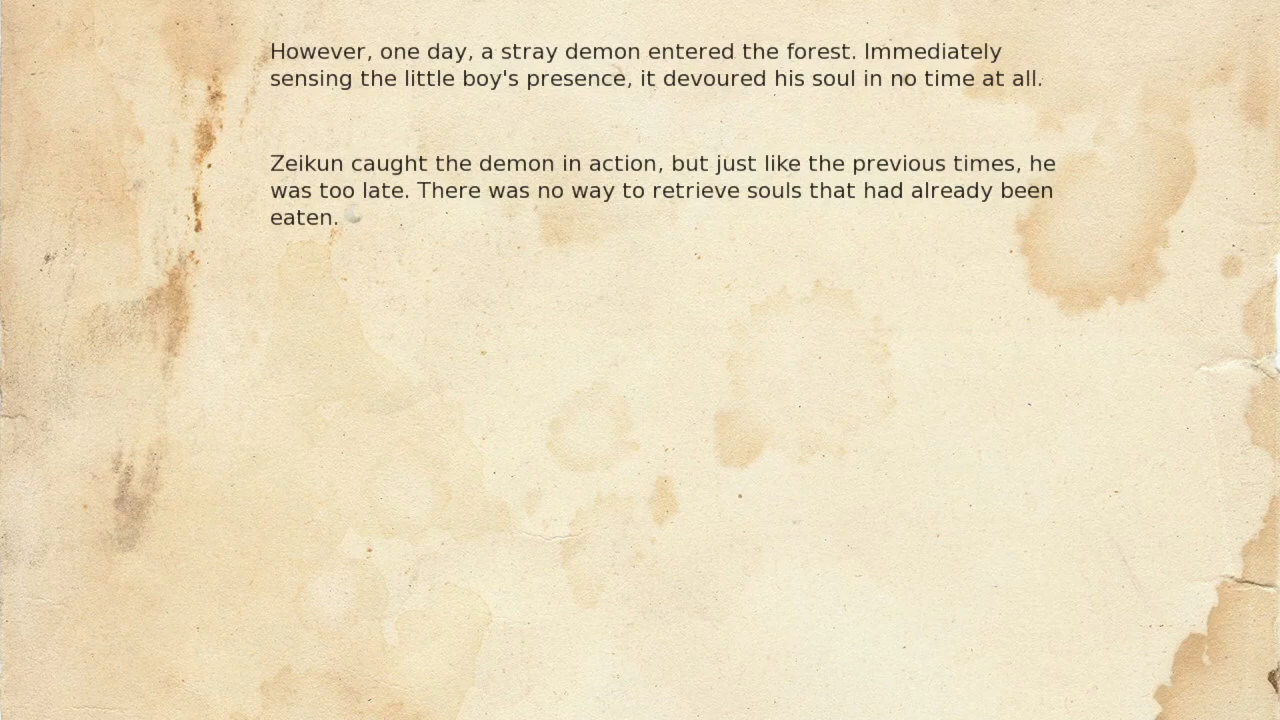 However, one day, a stray demon entered the forest. Immediately
sensing the little boy's presence, it devoured his soul in no time at all.
Zeikun caught the demon in action, but just like the previous times, he
was too late. There was no way to retrieve souls that had already been
eaten.